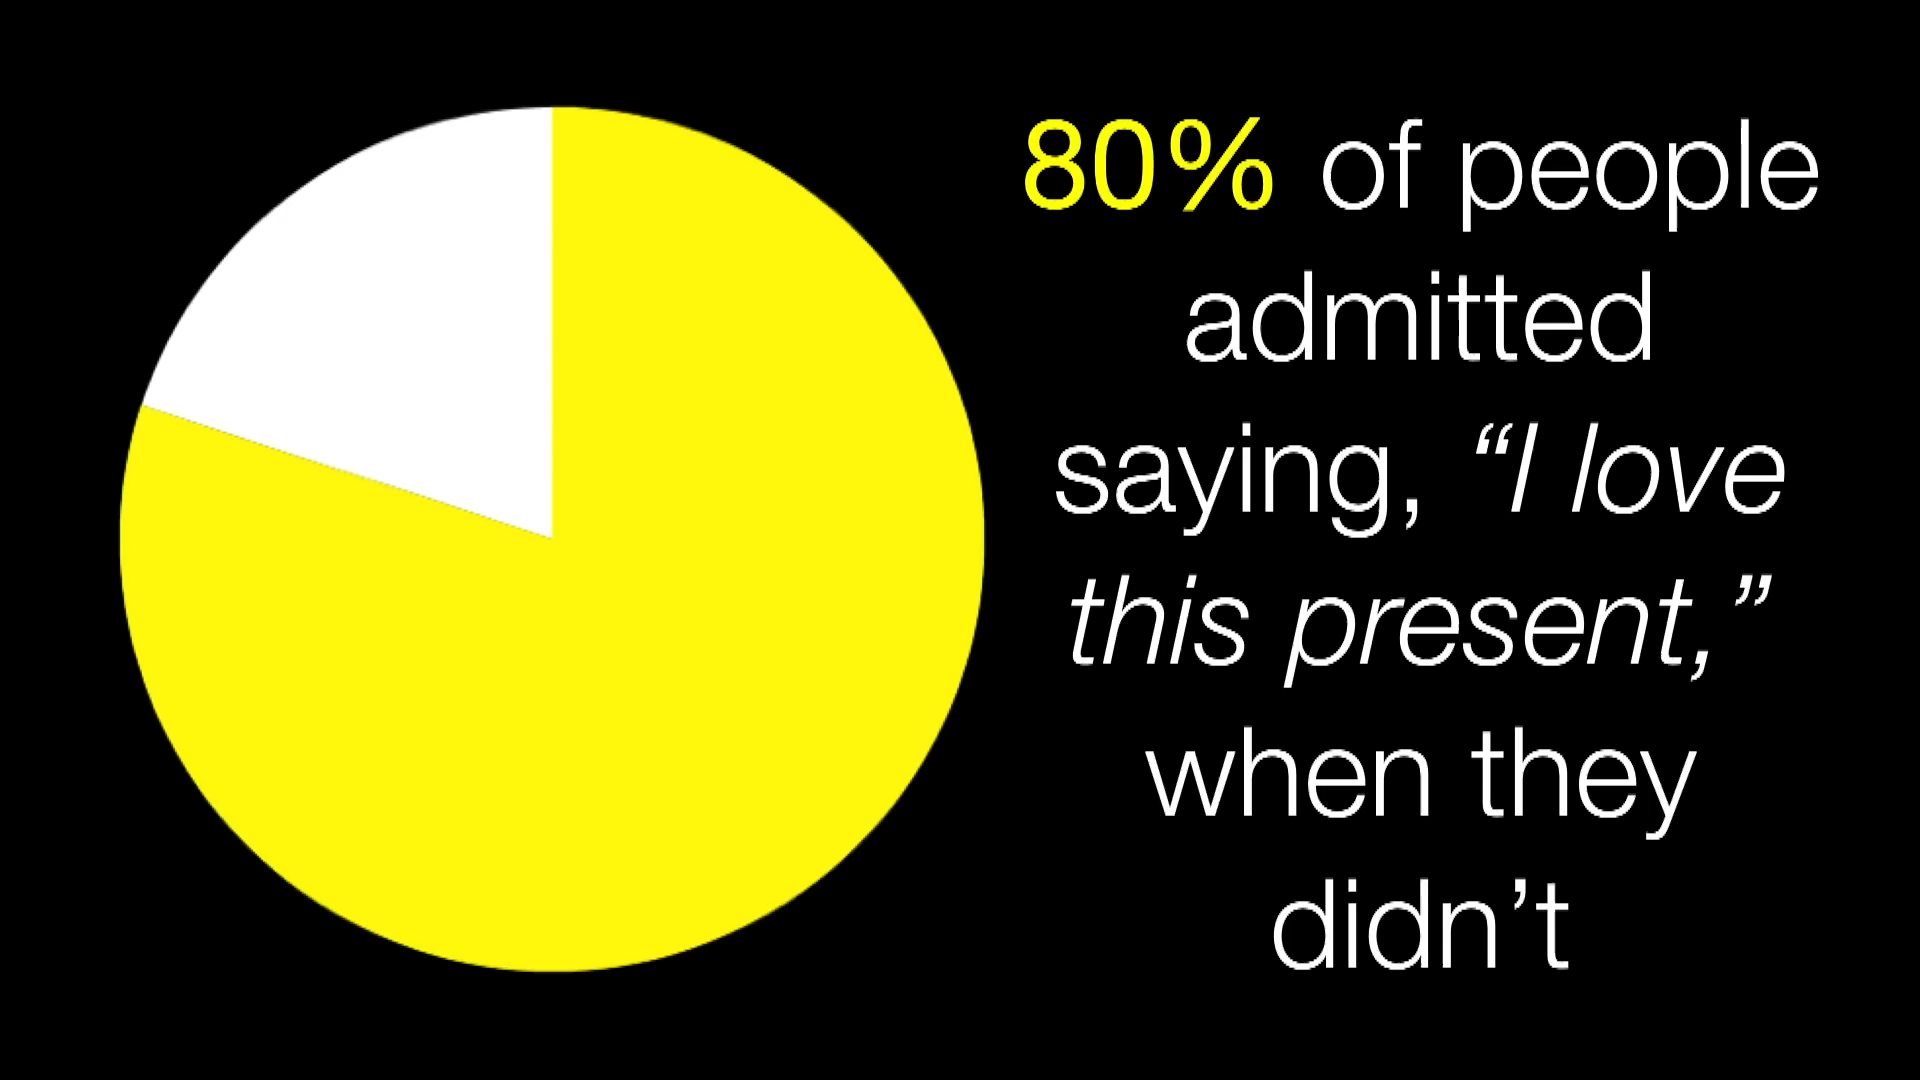 80% of people
admitted
saying, “I love
this present,”
when they
didn’t